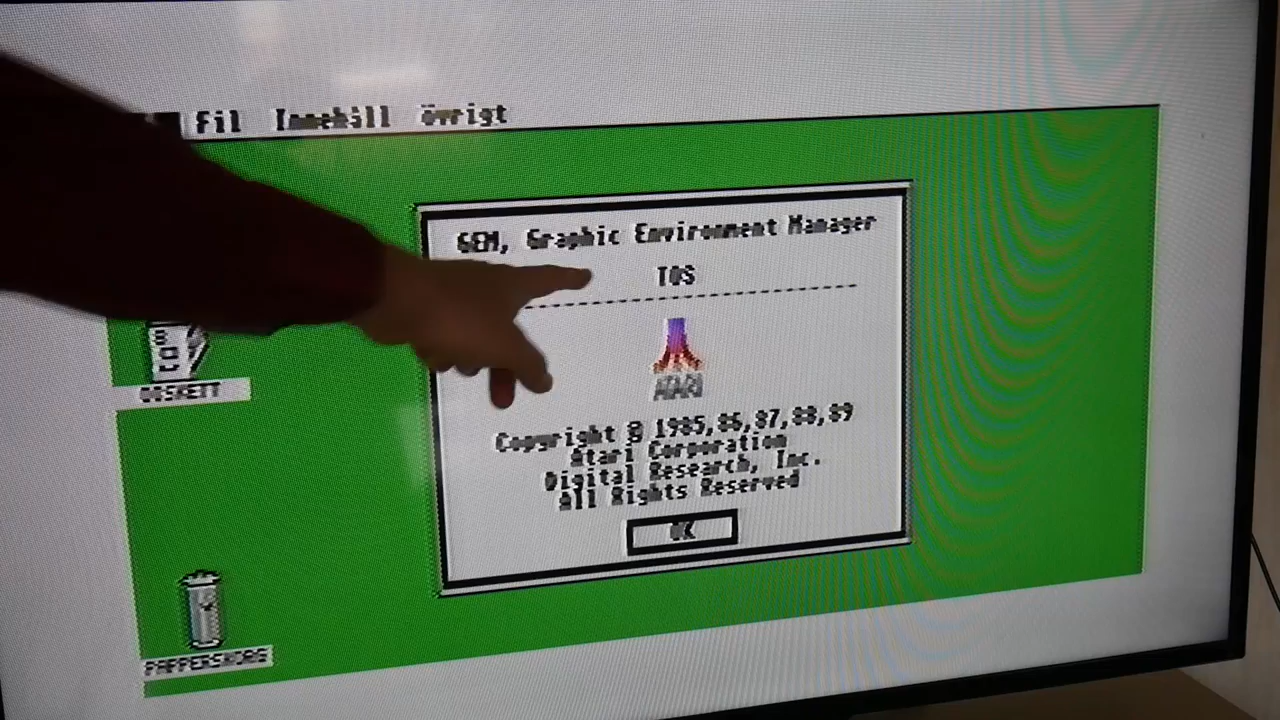 Fil Innehåll Övrigt
GEM, Graphic Environment Manager
TOS
ATARI
Copyright © 1985,86,87,88,89
Atari Corporation
Digital Research, Inc.
All Rights Reserved
OK
PAPPERSKORG